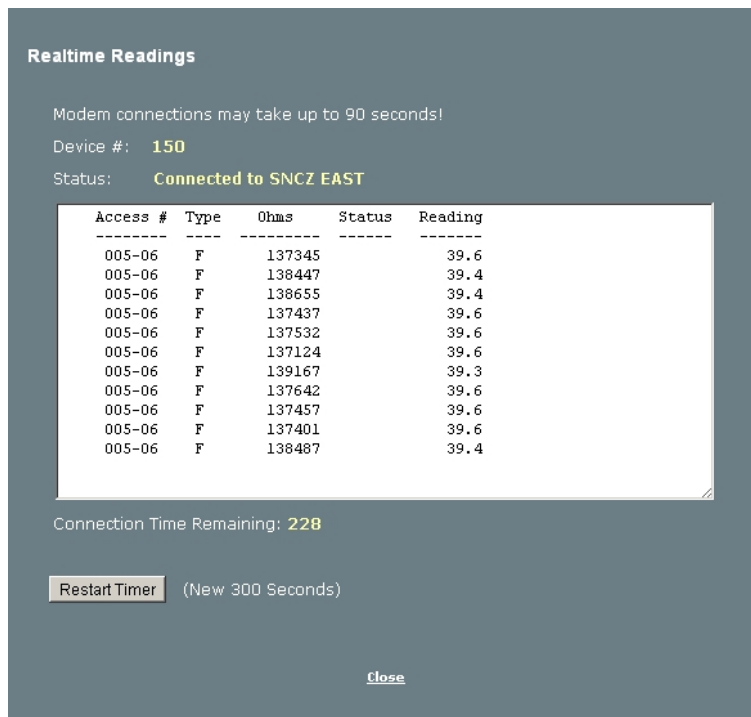 Realtime Readings
Modem connections may take up to 90 seconds!
Device #: 150
Status: Connected to SNCZ EAST
Access # Type Ohms Status Reading
-------- ---- --------- ------ -------
005-06 F 137345 39.6
005-06 F 138447 39.4
005-06 F 138655 39.4
005-06 F 137437 39.6
005-06 F 137532 39.6
005-06 F 137124 39.6
005-06 F 139167 39.3
005-06 F 137642 39.6
005-06 F 137457 39.6
005-06 F 137401 39.6
005-06 F 138487 39.4
Connection Time Remaining: 228
Restart Timer (New 300 Seconds)
Close